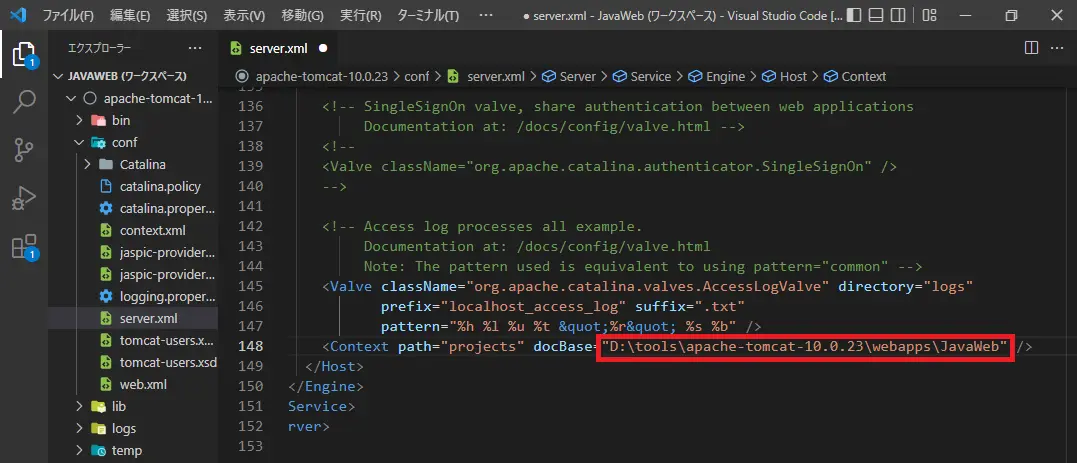 ファイル(F) 編集(E) 選択(S) 表示(V) 移動(G) 実行(R) ターミナル(T) ··· ● server.xml - JavaWeb (ワークスペース) - Visual Studio Code [...
エクスプローラー ···
server.xml ●
JAVAWEB (ワークスペース)
apache-tomcat-10.0.23 > conf > server.xml > Server > Service > Engine > Host > Context
apache-tomcat-1...
bin
conf
Catalina
catalina.policy
catalina.proper...
context.xml
jaspic-provider...
jaspic-provider...
logging.proper...
server.xml
tomcat-users.x...
tomcat-users.xsd
web.xml
lib
logs
temp
1
1
135
136 <!-- SingleSignOn valve, share authentication between web applications
137 Documentation at: /docs/config/valve.html -->
138 <!--
139 <Valve className="org.apache.catalina.authenticator.SingleSignOn" />
140 -->
141
142 <!-- Access log processes all example.
143 Documentation at: /docs/config/valve.html
144 Note: The pattern used is equivalent to using pattern="common" -->
145 <Valve className="org.apache.catalina.valves.AccessLogValve" directory="logs"
146 prefix="localhost_access_log" suffix=".txt"
147 pattern="%h %l %u %t &quot;%r&quot; %s %b" />
148 <Context path="projects" docBase="D:\tools\apache-tomcat-10.0.23\webapps\JavaWeb" />
149 </Host>
150 </Engine>
151 Service>
152 rver>
153